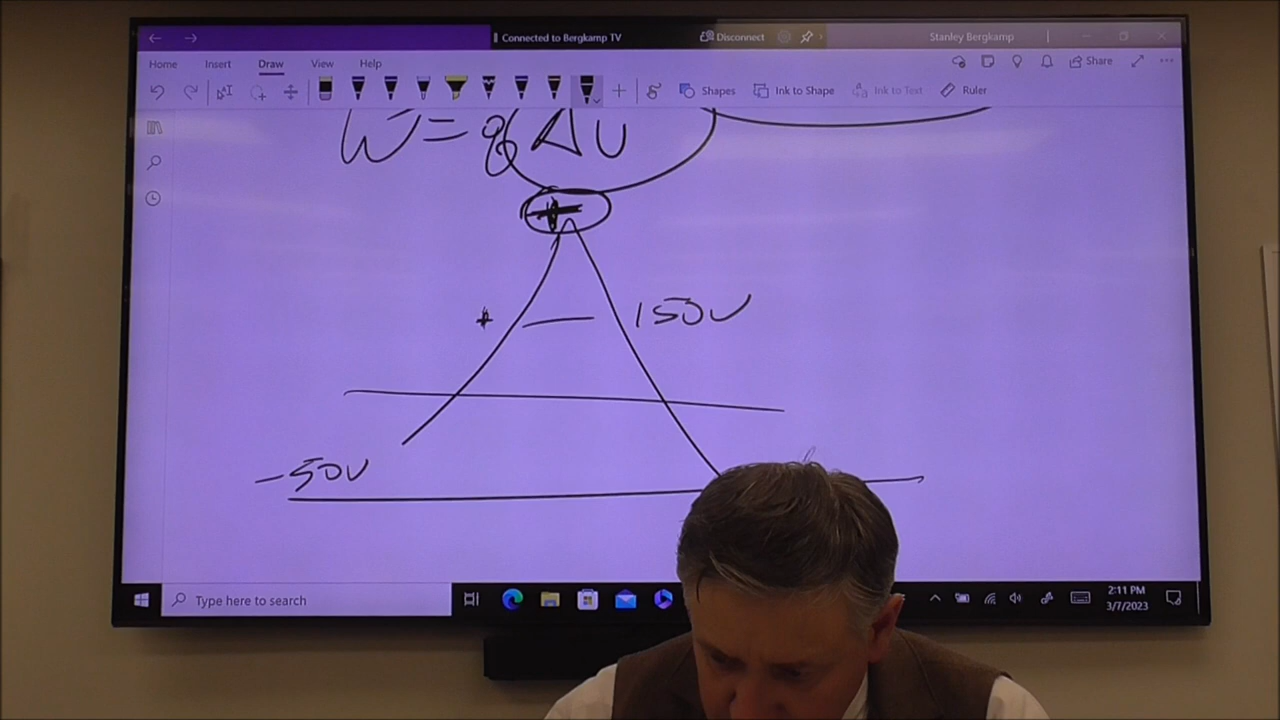 Connected to Bergkamp TV Disconnect Stanley Bergkamp
Home Insert Draw View Help Share
Shapes Ink to Shape Ink to Text Ruler
W = q ΔU
+
+ 150V
-50V
Type here to search
2:11 PM
3/7/2023